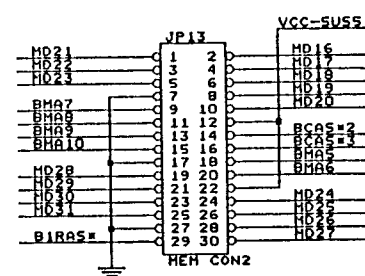 VCC-SUS5
JP13
MD21 1 2 MD16
MD22 3 4 MD17
MD23 5 6 MD18
7 8 MD19
BMA7 9 10 MD20
BMA8 11 12
BMA9 13 14 BCAS#2
BMA10 15 16 BCAS#3
17 18 BMA5
MD28 19 20 BMA6
MD29 21 22
MD30 23 24 MD24
MD31 25 26 MD25
27 28 MD26
B1RAS# 29 30 MD27
MEM CON2